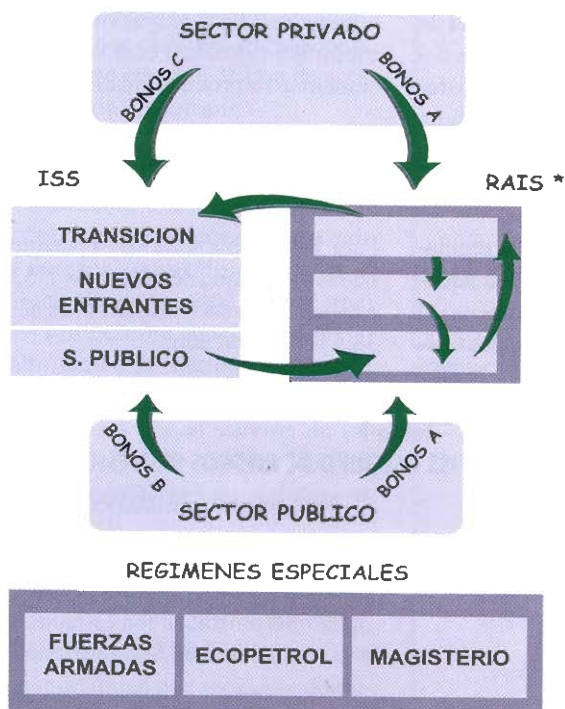 SECTOR PRIVADO
BONOS C
BONOS A
ISS
RAIS *
TRANSICION
NUEVOS
ENTRANTES
S. PUBLICO
BONOS B
BONOS A
SECTOR PUBLICO
REGIMENES ESPECIALES
FUERZAS
ARMADAS
ECOPETROL
MAGISTERIO